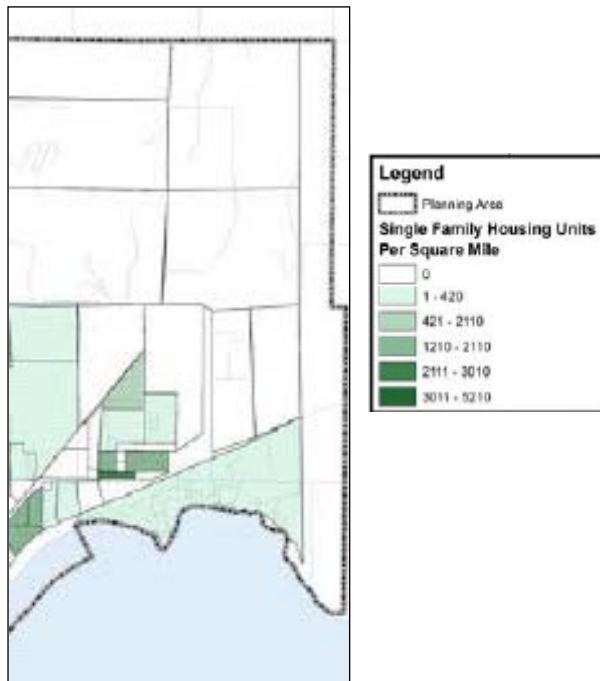 Legend
Planning Area
Single Family Housing Units
Per Square Mile
0
1 - 420
421 - 2110
1210 - 2110
2111 - 3010
3011 - 5210